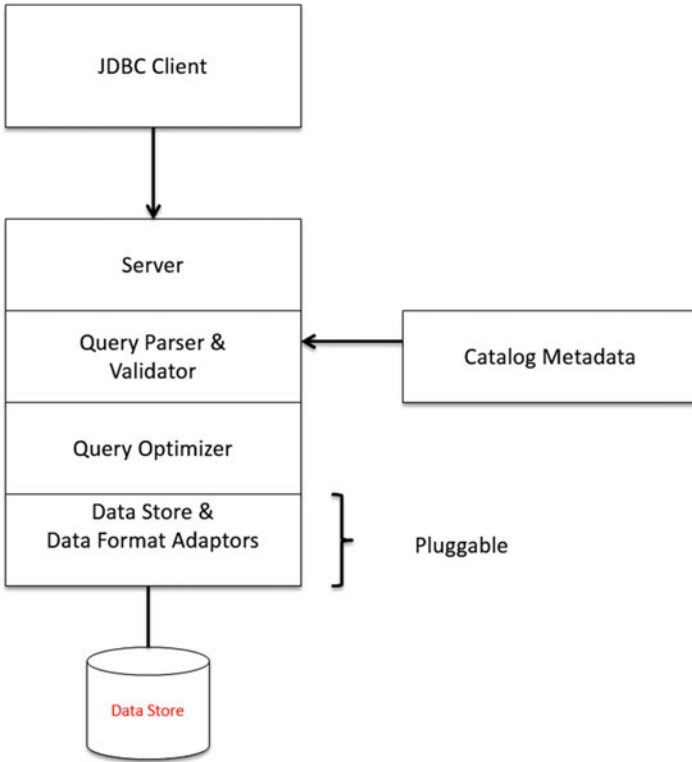 JDBC Client
Server
Query Parser &
Validator
Catalog Metadata
Query Optimizer
Data Store &
Data Format Adaptors
Pluggable
Data Store